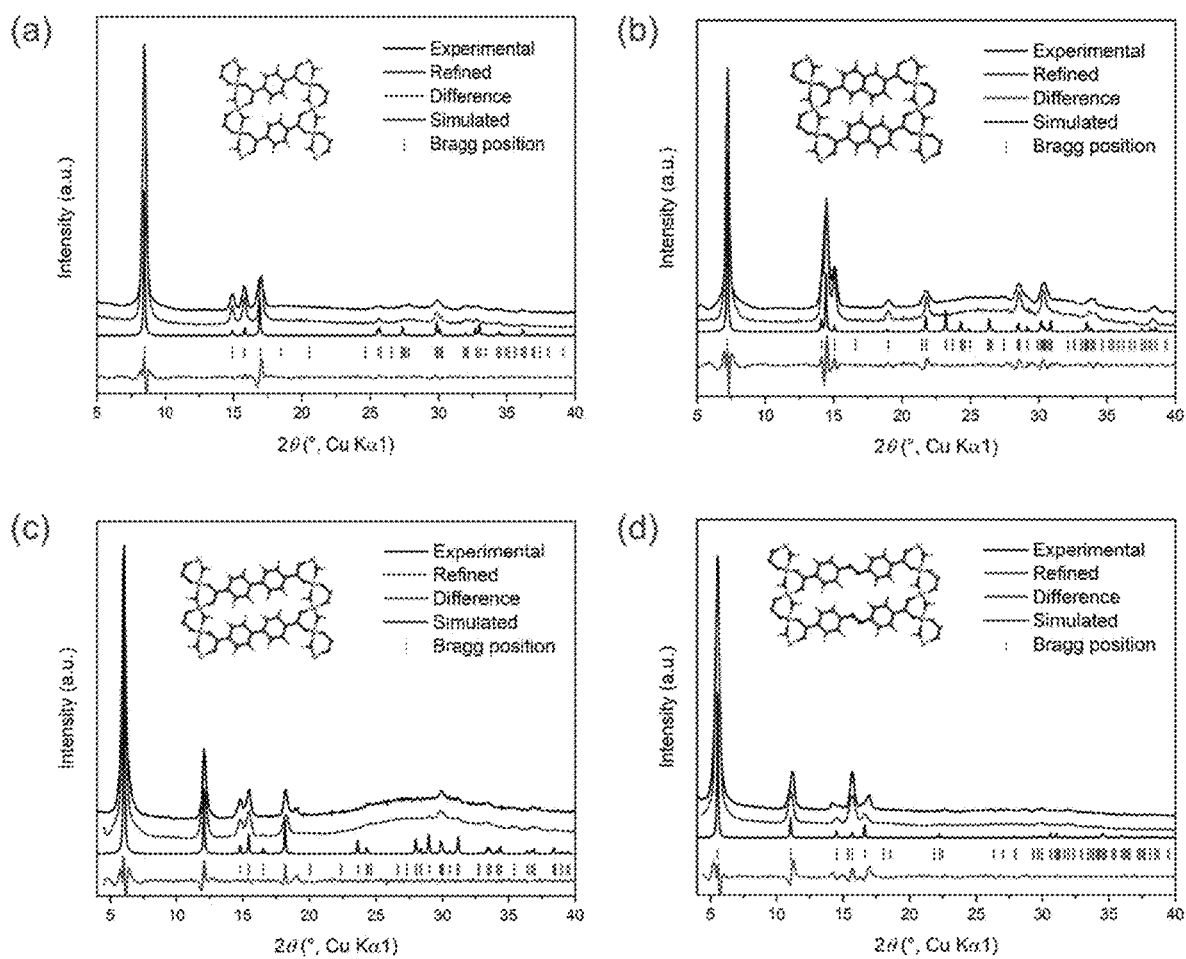 (a)
Experimental
Refined
Difference
Simulated
Bragg position
Intensity (a.u.)
5 10 15 20 25 30 35 40
2θ (°, Cu Kα1)
(b)
Experimental
Refined
Difference
Simulated
Bragg position
Intensity (a.u.)
5 10 15 20 25 30 35 40
2θ (°, Cu Kα1)
(c)
Experimental
Refined
Difference
Simulated
Bragg position
Intensity (a.u.)
5 10 15 20 25 30 35 40
2θ (°, Cu Kα1)
(d)
Experimental
Refined
Difference
Simulated
Bragg position
Intensity (a.u.)
5 10 15 20 25 30 35 40
2θ (°, Cu Kα1)